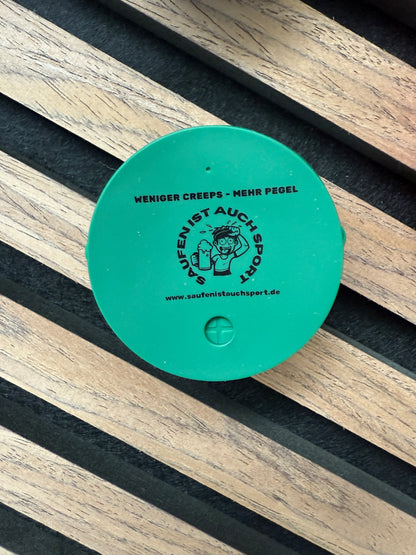 WENIGER CREEPS - MEHR PEGEL
SAUFEN IST AUCH SPORT
www.saufenistauchsport.de